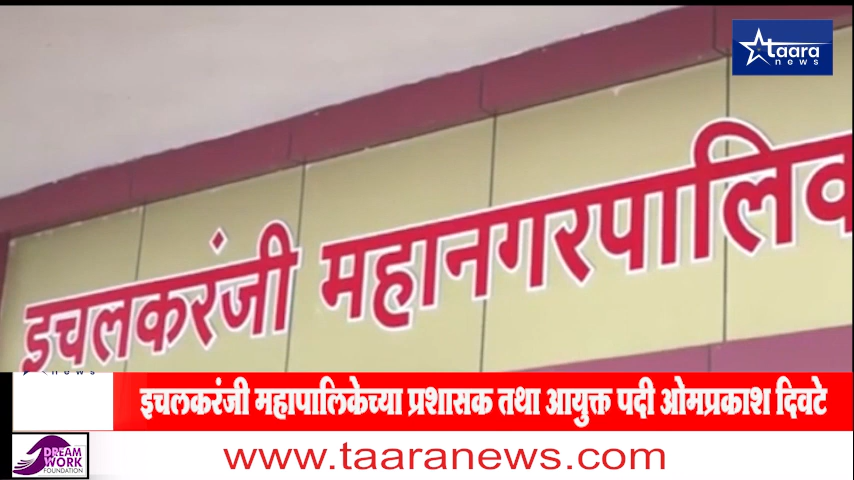 taara
news
इचलकरंजी महानगरपालिव
news
इचलकरंजी महापालिकेच्या प्रशासक तथा आयुक्त पदी ओमप्रकाश दिवटे
DREAM
WORK
FOUNDATION
www.taaranews.com